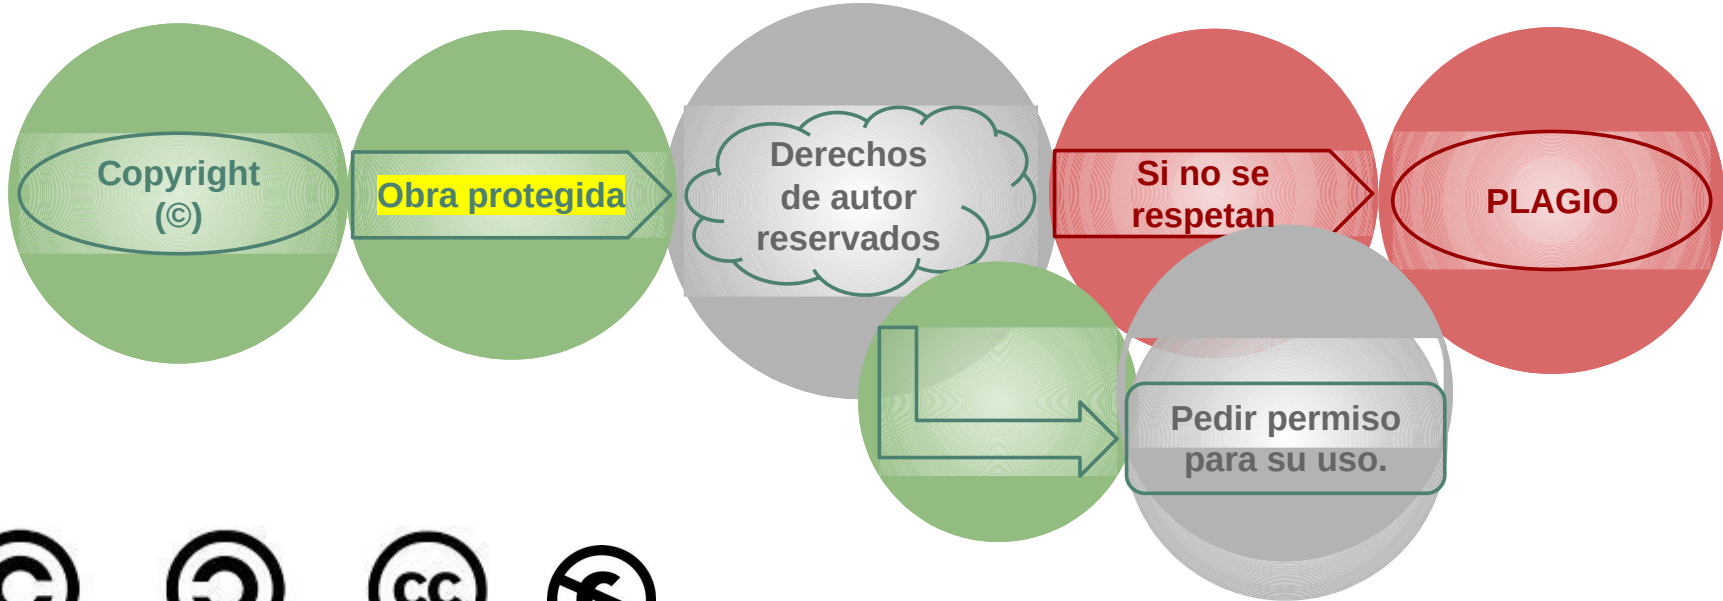 Copyright
(©)
Obra protegida
Derechos
de autor
reservados
Si no se
respetan
PLAGIO
Pedir permiso
para su uso.